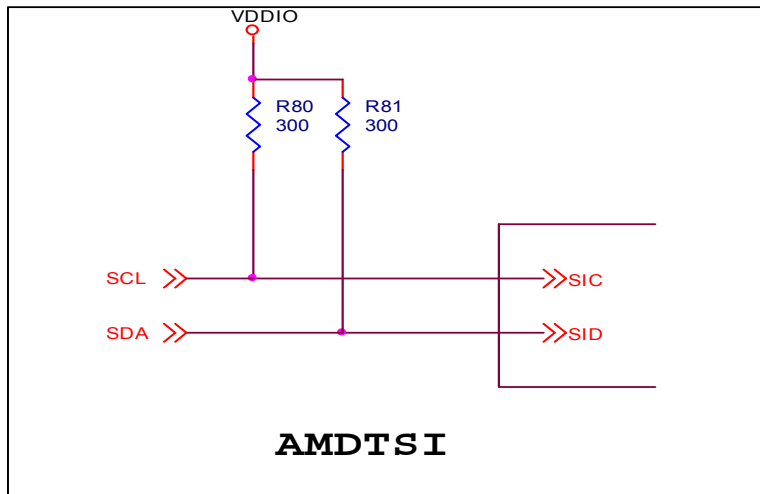 VDDIO
R80
300
R81
300
SCL
SIC
SDA
SID
AMDTSI